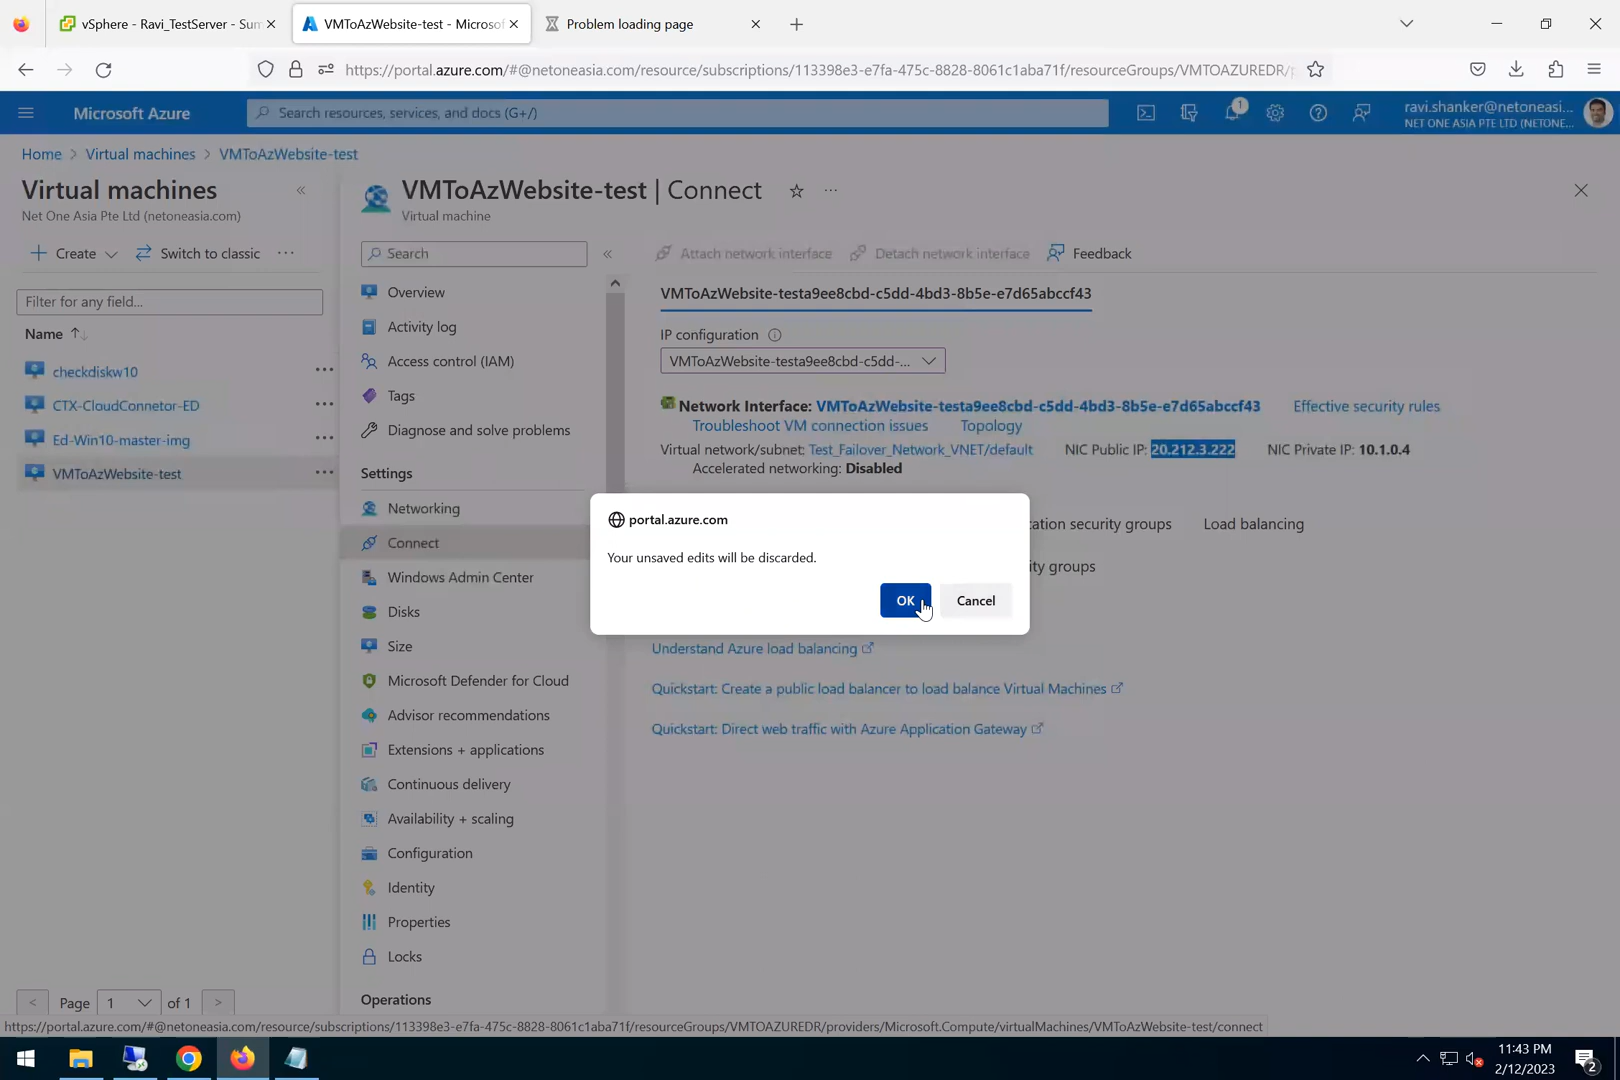 vSphere - Ravi_TestServer - Sum
VMToAzWebsite-test - Microsof
Problem loading page
https://portal.azure.com/#@netoneasia.com/resource/subscriptions/113398e3-e7fa-475c-8828-8061c1aba71f/resourceGroups/VMTOAZUREDR/
Microsoft Azure
Search resources, services, and docs (G+/)
1
ravi.shanker@netoneasi...
NET ONE ASIA PTE LTD (NETONE...
Home > Virtual machines > VMToAzWebsite-test
Virtual machines
Net One Asia Pte Ltd (netoneasia.com)
Create
Switch to classic
Filter for any field...
Name
checkdiskw10
CTX-CloudConnetor-ED
Ed-Win10-master-img
VMToAzWebsite-test
< Page 1 of 1 >
VMToAzWebsite-test | Connect
Virtual machine
Search
Overview
Activity log
Access control (IAM)
Tags
Diagnose and solve problems
Settings
Networking
Connect
Windows Admin Center
Disks
Size
Microsoft Defender for Cloud
Advisor recommendations
Extensions + applications
Continuous delivery
Availability + scaling
Configuration
Identity
Properties
Locks
Operations
Attach network interface
Detach network interface
Feedback
VMToAzWebsite-testa9ee8cbd-c5dd-4bd3-8b5e-e7d65abccf43
IP configuration
VMToAzWebsite-testa9ee8cbd-c5dd-...
Network Interface: VMToAzWebsite-testa9ee8cbd-c5dd-4bd3-8b5e-e7d65abccf43 Effective security rules
Troubleshoot VM connection issues Topology
Virtual network/subnet: Test_Failover_Network_VNET/default NIC Public IP: 20.212.3.222 NIC Private IP: 10.1.0.4
Accelerated networking: Disabled
cation security groups Load balancing
ity groups
portal.azure.com
Your unsaved edits will be discarded.
OK
Cancel
Understand Azure load balancing
Quickstart: Create a public load balancer to load balance Virtual Machines
Quickstart: Direct web traffic with Azure Application Gateway
https://portal.azure.com/#@netoneasia.com/resource/subscriptions/113398e3-e7fa-475c-8828-8061c1aba71f/resourceGroups/VMTOAZUREDR/providers/Microsoft.Compute/virtualMachines/VMToAzWebsite-test/connect
11:43 PM
2/12/2023
2